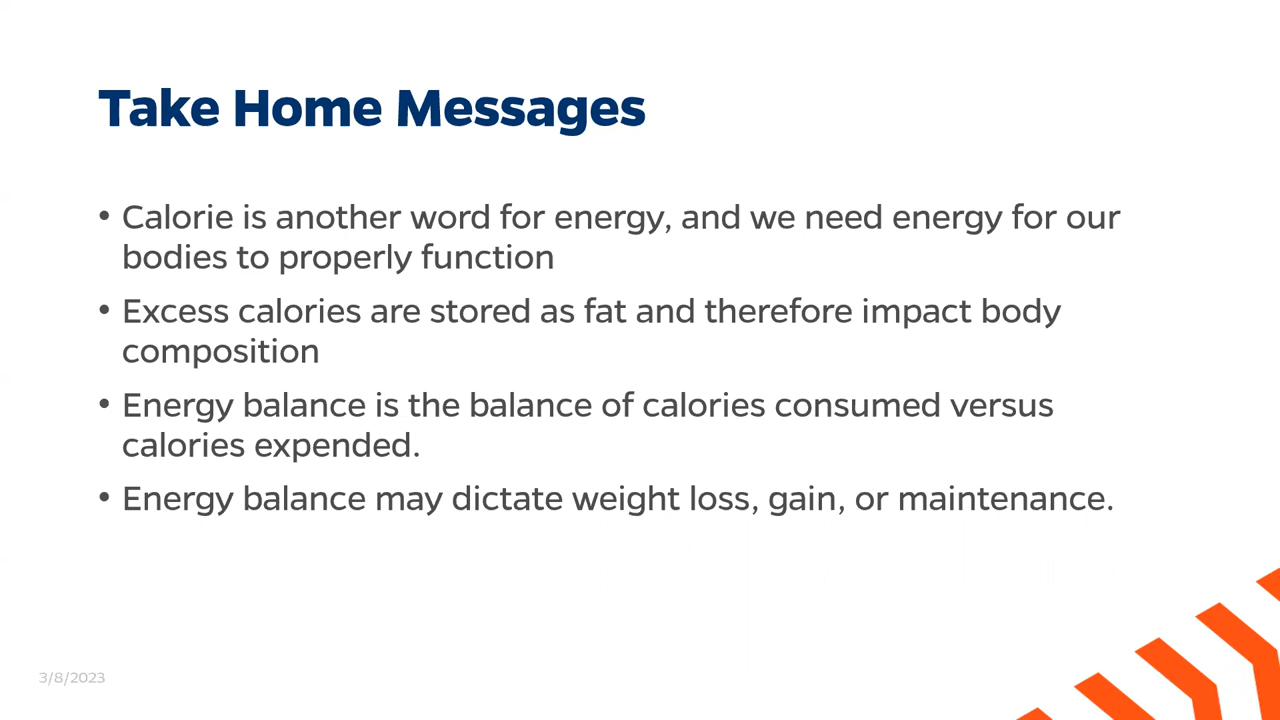 Take Home Messages
• Calorie is another word for energy, and we need energy for our
bodies to properly function
• Excess calories are stored as fat and therefore impact body
composition
• Energy balance is the balance of calories consumed versus
calories expended.
• Energy balance may dictate weight loss, gain, or maintenance.
3/8/2023